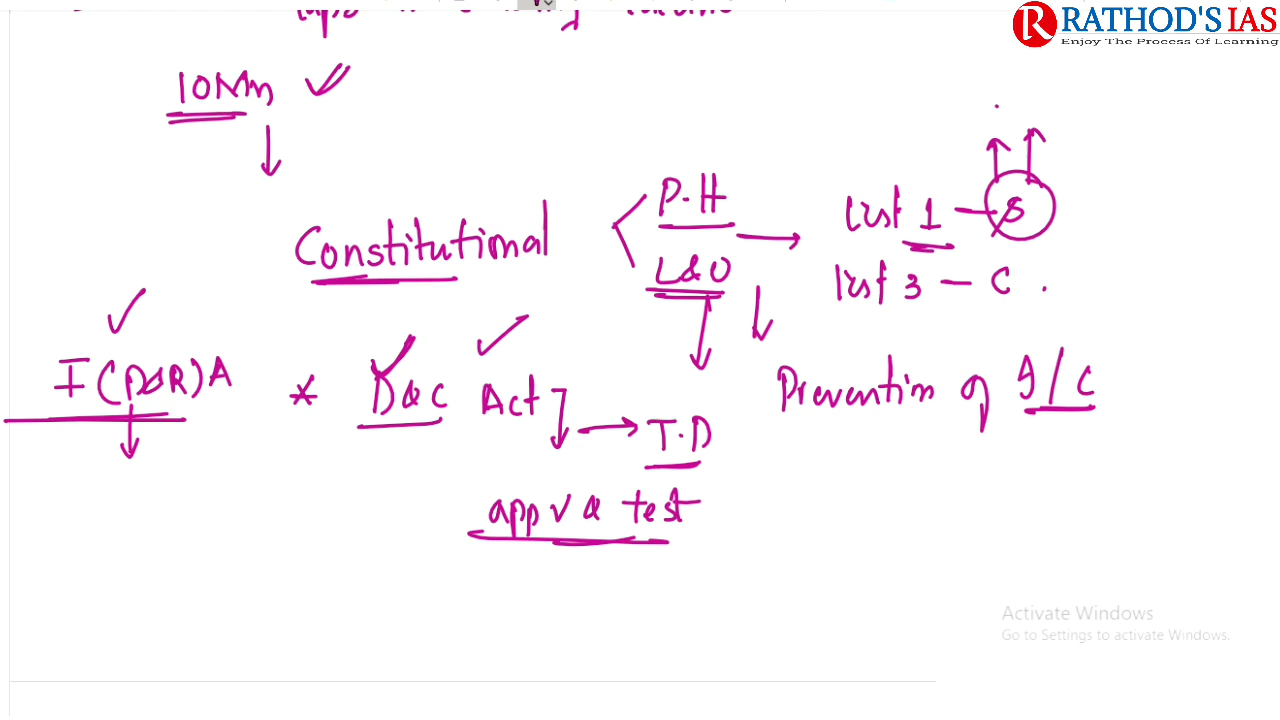 RATHOD'S IAS
Enjoy The Process Of Learning
10Mn
Constitutional
P.H
L&O
List 1 - S
List 3 - C.
I(D&R)A * D&C Act
T.D
Prevention of I/C
appv & test
Activate Windows
Go to Settings to activate Windows.